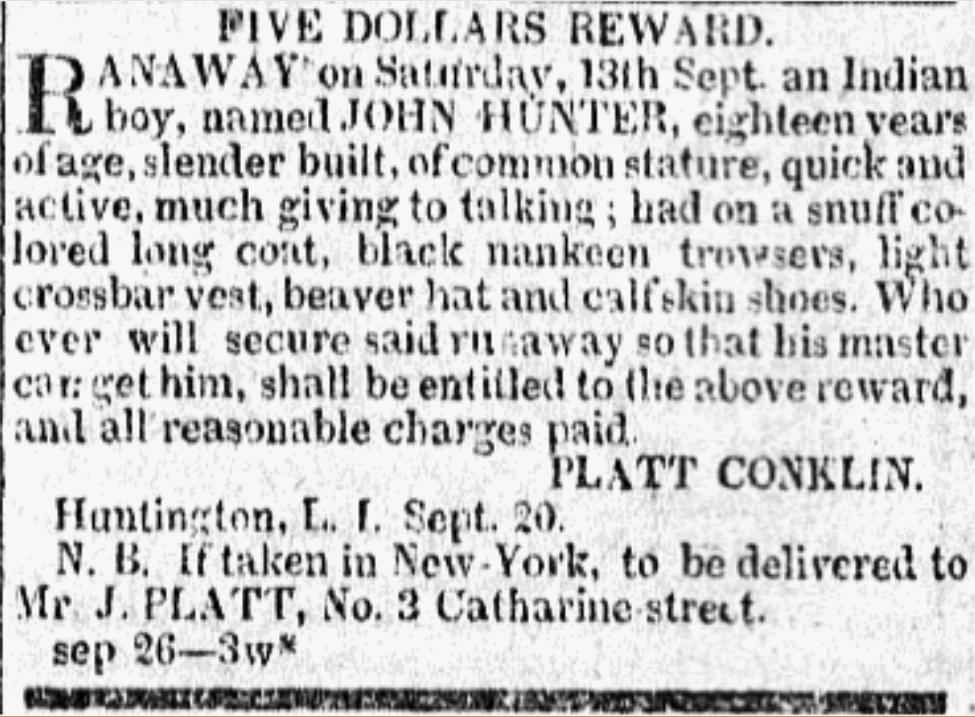 FIVE DOLLARS REWARD.
RANAWAY on Saturday, 13th Sept. an Indian
boy, named JOHN HUNTER, eighteen years
of age, slender built, of common stature, quick and
active, much giving to talking; had on a snuff co-
lored long coat, black nankeen trowsers, light
crossbar vest, beaver hat and calfskin shoes. Who
ever will secure said runaway so that his master
can get him, shall be entitled to the above reward,
and all reasonable charges paid.
PLATT CONKLIN.
Huntington, L. I. Sept. 20.
N. B. If taken in New-York, to be delivered to
Mr. J. PLATT, No. 3 Catharine-street.
sep 26—3w*